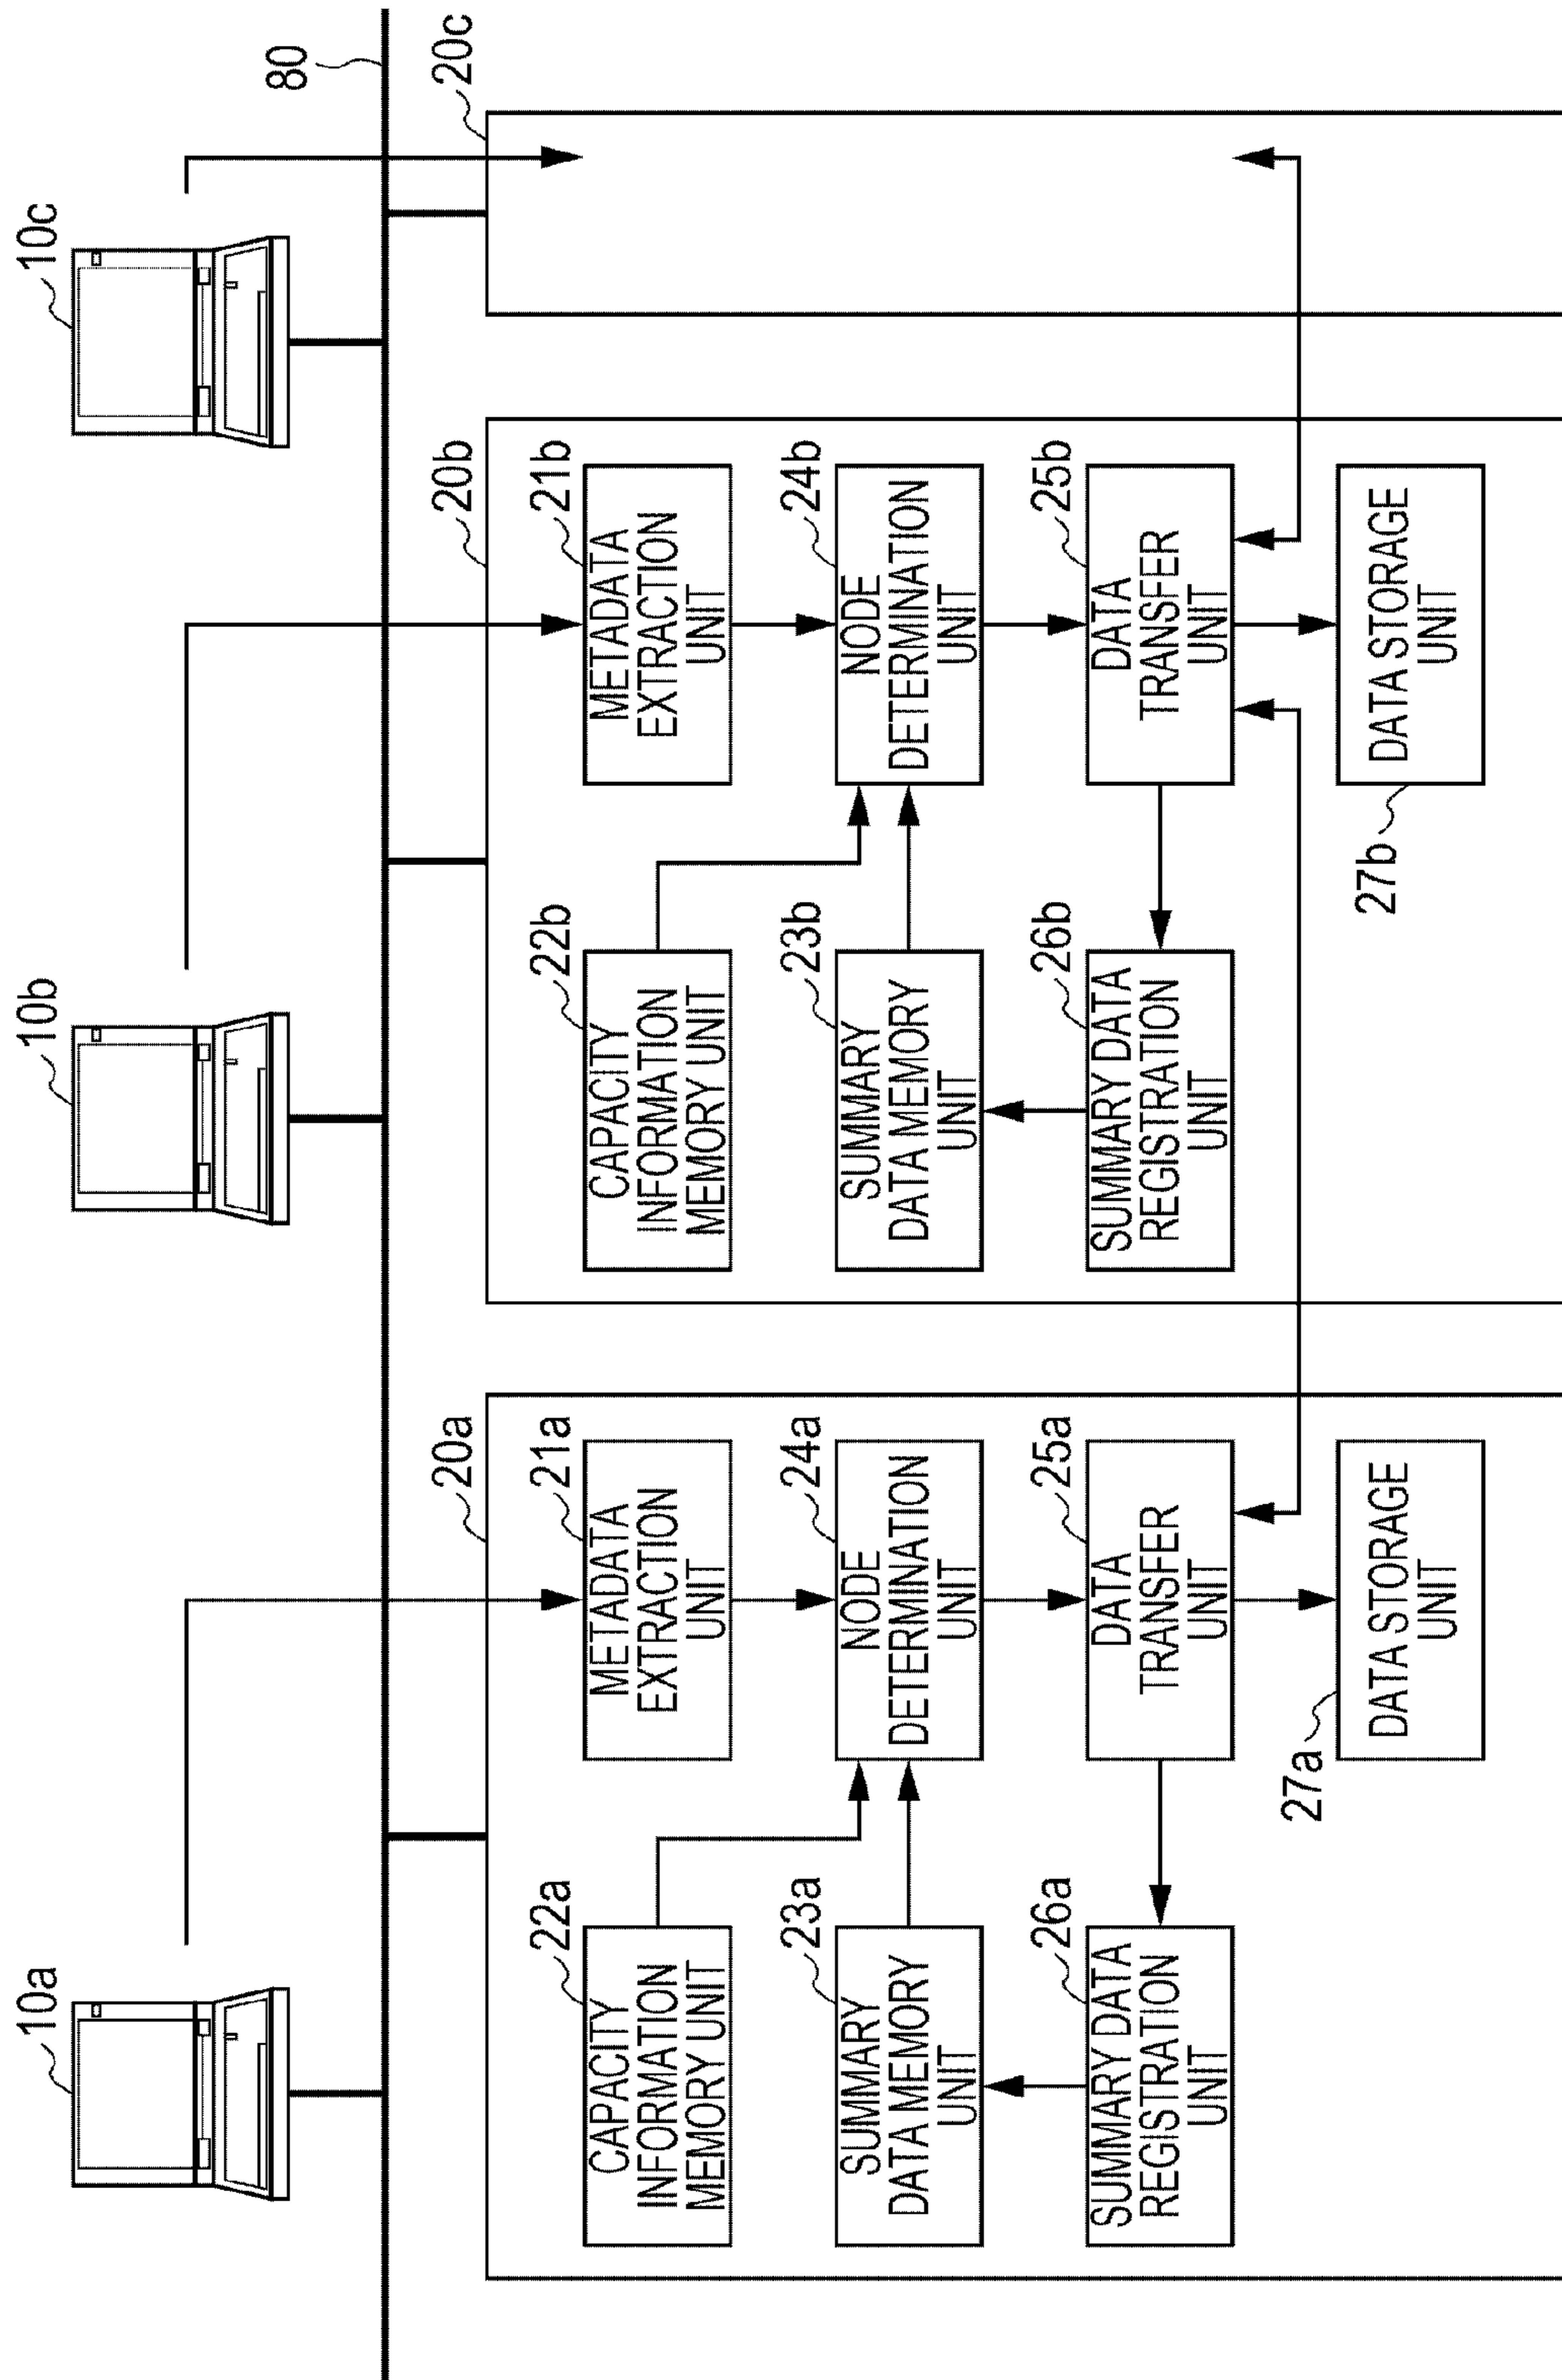 10a
10b
10c
80
20a
20b
20c
22a
CAPACITY
INFORMATION
MEMORY UNIT
21a
METADATA
EXTRACTION
UNIT
23a
SUMMARY
DATA MEMORY
UNIT
24a
NODE
DETERMINATION
UNIT
26a
SUMMARY DATA
REGISTRATION
UNIT
25a
DATA
TRANSFER
UNIT
27a
DATA STORAGE
UNIT
22b
CAPACITY
INFORMATION
MEMORY UNIT
21b
METADATA
EXTRACTION
UNIT
23b
SUMMARY
DATA MEMORY
UNIT
24b
NODE
DETERMINATION
UNIT
26b
SUMMARY DATA
REGISTRATION
UNIT
25b
DATA
TRANSFER
UNIT
27b
DATA STORAGE
UNIT